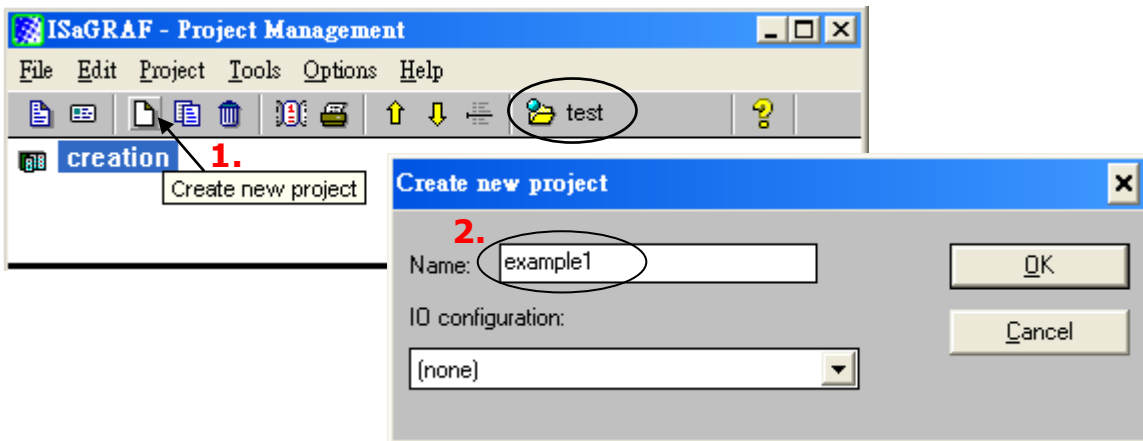 ISaGRAF - Project Management
File Edit Project Tools Options Help
test
creation
1.
Create new project
Create new project
2.
Name: example1
OK
IO configuration:
Cancel
(none)